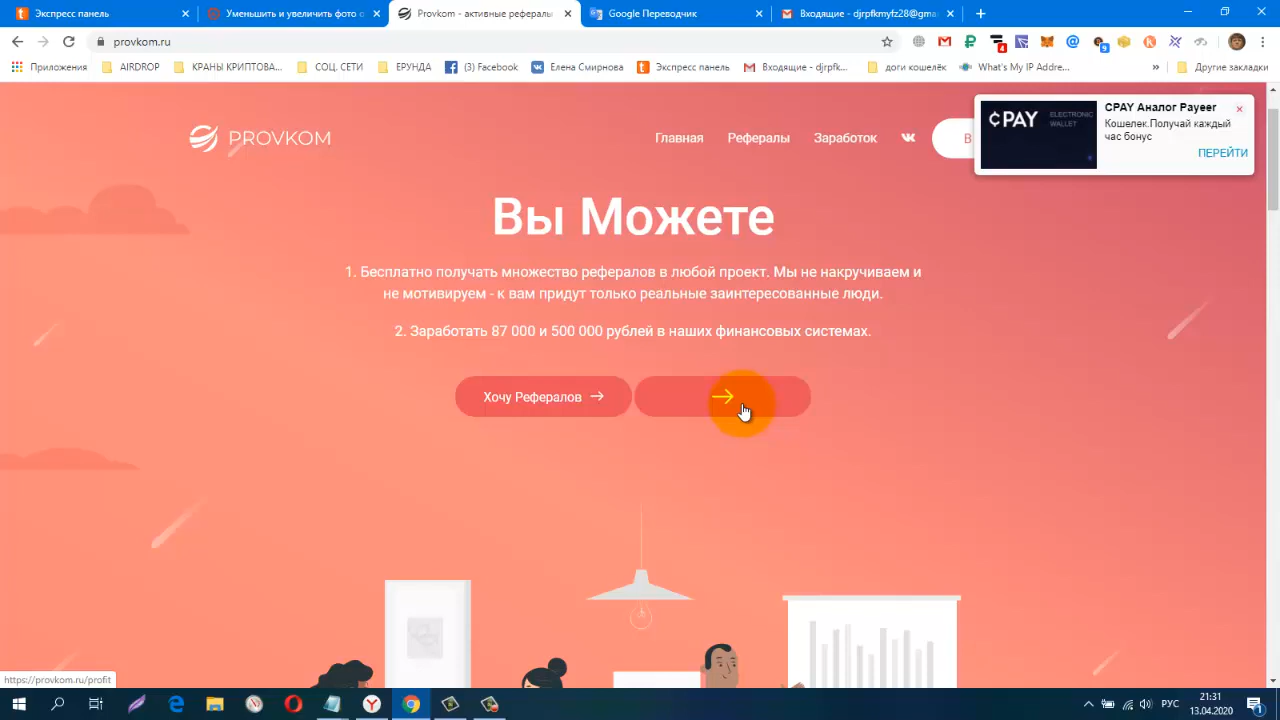 Экспресс панель
Уменьшить и увеличить фото о
Provkom - активные рефералы
Google Переводчик
Входящие - djrpfkmyfz28@gma
provkom.ru
4
9
Приложения
AIRDROP
КРАНЫ КРИПТОВА...
СОЦ. СЕТИ
ЕРУНДА
(3) Facebook
Елена Смирнова
Экспресс панель
Входящие - djrpfk...
доги кошелёк
What's My IP Addre...
»
Другие закладки
PROVKOM
Главная
Рефералы
Заработок
В
¢PAY
ELECTRONIC
WALLET
CPAY Аналог Payeer
Кошелек.Получай каждый
час бонус
ПЕРЕЙТИ
Вы Можете
1. Бесплатно получать множество рефералов в любой проект. Мы не накручиваем и
не мотивируем - к вам придут только реальные заинтересованные люди.
2. Заработать 87 000 и 500 000 рублей в наших финансовых системах.
Хочу Рефералов
https://provkom.ru/profit
РУС
21:31
13.04.2020
1